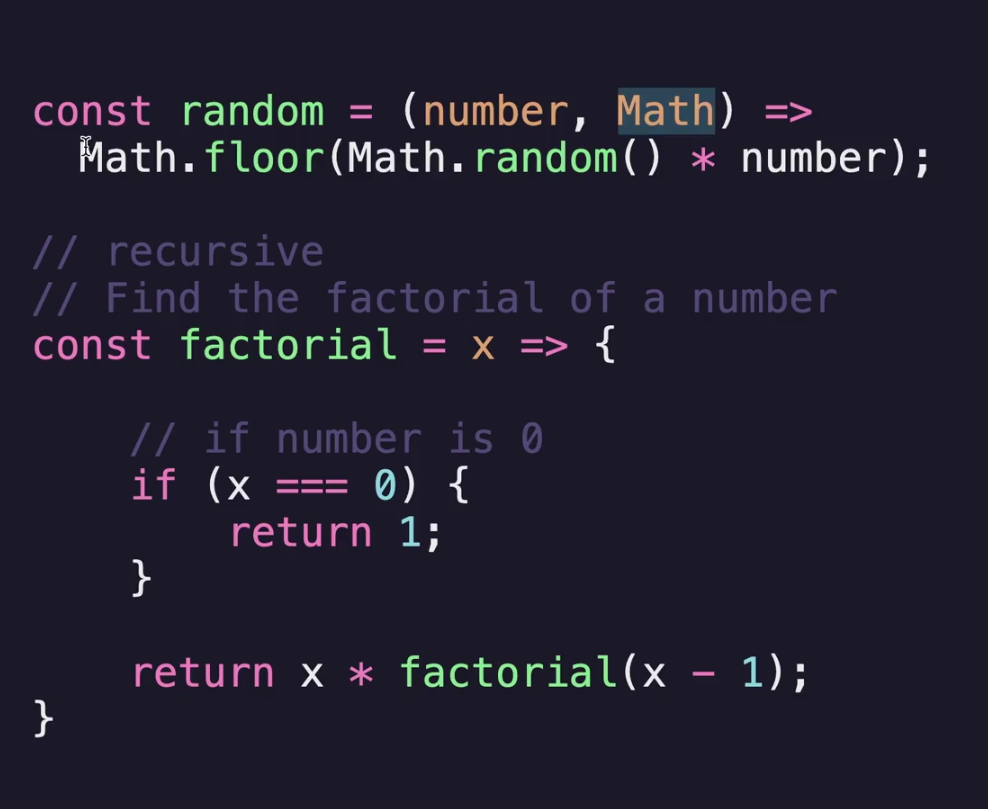 const random = (number, Math) =>
  Math.floor(Math.random() * number);

// recursive
// Find the factorial of a number
const factorial = x => {

    // if number is 0
    if (x === 0) {
        return 1;
    }

    return x * factorial(x - 1);
}